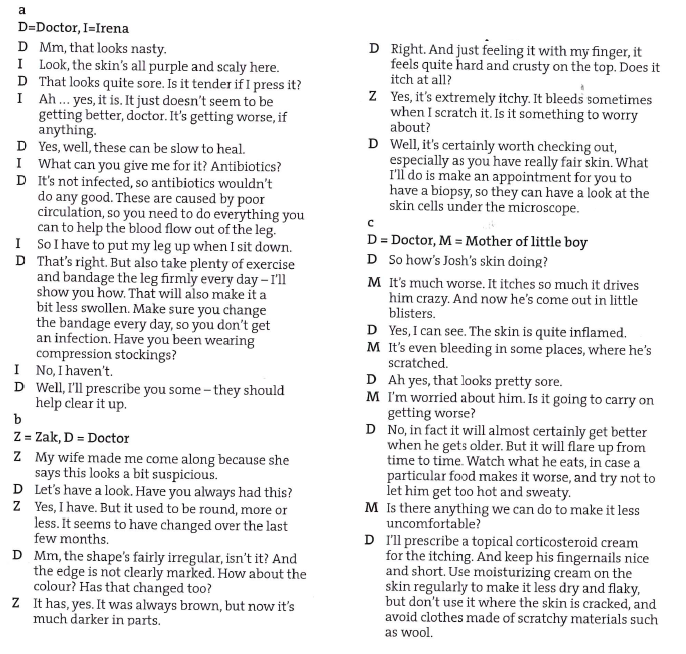 a
D=Doctor, I=Irena
D Mm, that looks nasty.
I Look, the skin's all purple and scaly here.
D That looks quite sore. Is it tender if I press it?
I Ah ... yes, it is. It just doesn't seem to be
getting better, doctor. It's getting worse, if
anything.
D Yes, well, these can be slow to heal.
I What can you give me for it? Antibiotics?
D It's not infected, so antibiotics wouldn't
do any good. These are caused by poor
circulation, so you need to do everything you
can to help the blood flow out of the leg.
I So I have to put my leg up when I sit down.
D That's right. But also take plenty of exercise
and bandage the leg firmly every day – I'll
show you how. That will also make it a
bit less swollen. Make sure you change
the bandage every day, so you don't get
an infection. Have you been wearing
compression stockings?
I No, I haven't.
D Well, I'll prescribe you some – they should
help clear it up.
b
Z = Zak, D = Doctor
Z My wife made me come along because she
says this looks a bit suspicious.
D Let's have a look. Have you always had this?
Z Yes, I have. But it used to be round, more or
less. It seems to have changed over the last
few months.
D Mm, the shape's fairly irregular, isn't it? And
the edge is not clearly marked. How about the
colour? Has that changed too?
Z It has, yes. It was always brown, but now it's
much darker in parts.
D Right. And just feeling it with my finger, it
feels quite hard and crusty on the top. Does it
itch at all?
Z Yes, it's extremely itchy. It bleeds sometimes
when I scratch it. Is it something to worry
about?
D Well, it's certainly worth checking out,
especially as you have really fair skin. What
I'll do is make an appointment for you to
have a biopsy, so they can have a look at the
skin cells under the microscope.
c
D = Doctor, M = Mother of little boy
D So how's Josh's skin doing?
M It's much worse. It itches so much it drives
him crazy. And now he's come out in little
blisters.
D Yes, I can see. The skin is quite inflamed.
M It's even bleeding in some places, where he's
scratched.
D Ah yes, that looks pretty sore.
M I'm worried about him. Is it going to carry on
getting worse?
D No, in fact it will almost certainly get better
when he gets older. But it will flare up from
time to time. Watch what he eats, in case a
particular food makes it worse, and try not to
let him get too hot and sweaty.
M Is there anything we can do to make it less
uncomfortable?
D I'll prescribe a topical corticosteroid cream
for the itching. And keep his fingernails nice
and short. Use moisturizing cream on the
skin regularly to make it less dry and flaky,
but don't use it where the skin is cracked, and
avoid clothes made of scratchy materials such
as wool.